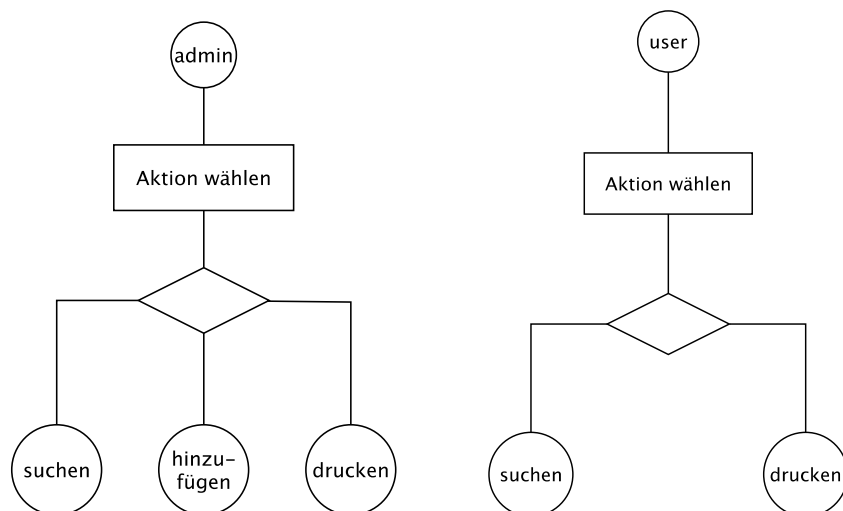 admin
Aktion wählen
suchen
hinzu-
fügen
drucken
user
Aktion wählen
suchen
drucken